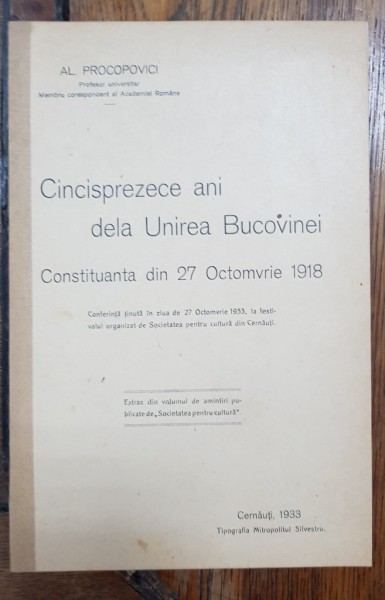 AL. PROCOPOVICI
Profesor universitar
Membru corespondent al Academiei Române
Cincisprezece ani
dela Unirea Bucovinei
Constituanta din 27 Octomvrie 1918
Conferință ținută în ziua de 27 Octomvrie 1933, la festi-
valul organizat de Societatea pentru cultură din Cernăuți.
Extras din volumul de amintiri pu-
blicate de „Societatea pentru cultură".
Cernăuți, 1933
Tipografia Mitropolitul Silvestru.